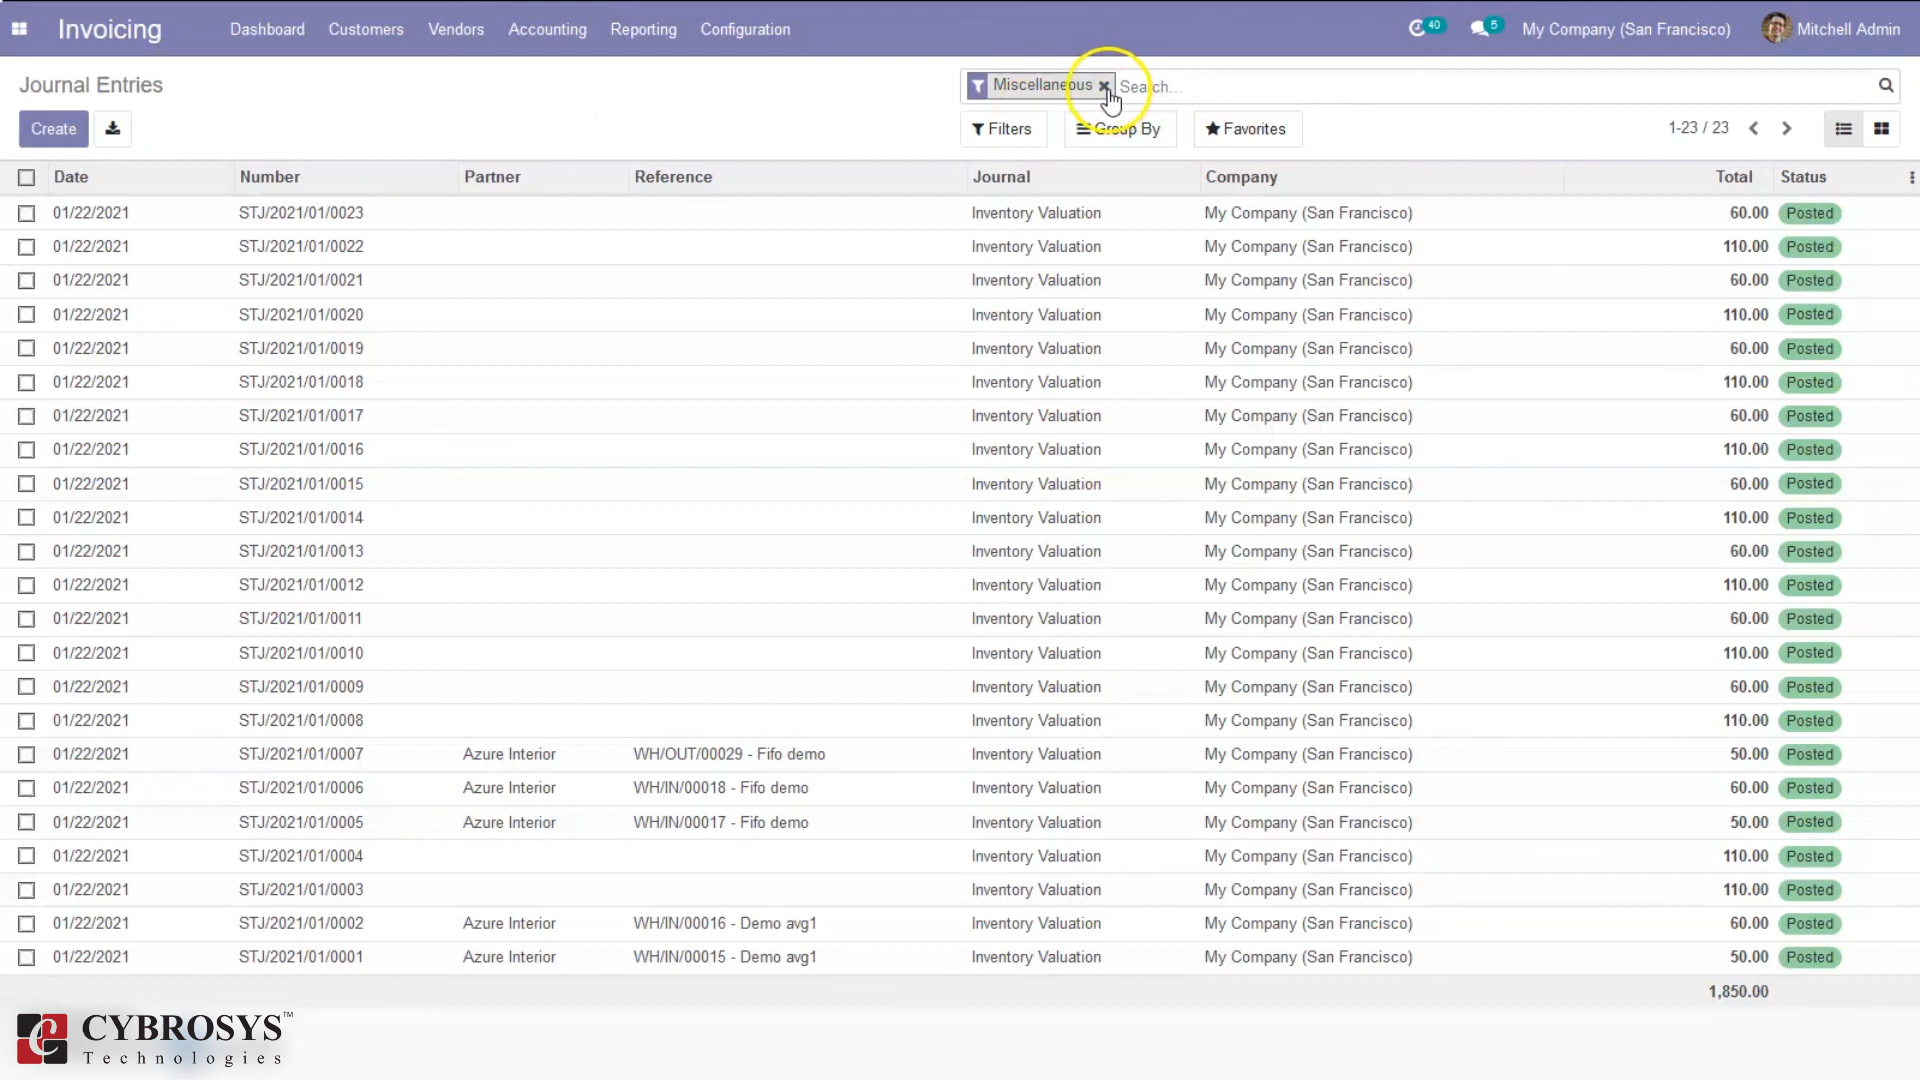 Invoicing Dashboard Customers Vendors Accounting Reporting Configuration 40 5 My Company (San Francisco) Mitchell Admin
Journal Entries
Miscellaneous Search...
Create Filters Group By Favorites 1-23 / 23
Date Number Partner Reference Journal Company Total Status
01/22/2021 STJ/2021/01/0023 Inventory Valuation My Company (San Francisco) 60.00 Posted
01/22/2021 STJ/2021/01/0022 Inventory Valuation My Company (San Francisco) 110.00 Posted
01/22/2021 STJ/2021/01/0021 Inventory Valuation My Company (San Francisco) 60.00 Posted
01/22/2021 STJ/2021/01/0020 Inventory Valuation My Company (San Francisco) 110.00 Posted
01/22/2021 STJ/2021/01/0019 Inventory Valuation My Company (San Francisco) 60.00 Posted
01/22/2021 STJ/2021/01/0018 Inventory Valuation My Company (San Francisco) 110.00 Posted
01/22/2021 STJ/2021/01/0017 Inventory Valuation My Company (San Francisco) 60.00 Posted
01/22/2021 STJ/2021/01/0016 Inventory Valuation My Company (San Francisco) 110.00 Posted
01/22/2021 STJ/2021/01/0015 Inventory Valuation My Company (San Francisco) 60.00 Posted
01/22/2021 STJ/2021/01/0014 Inventory Valuation My Company (San Francisco) 110.00 Posted
01/22/2021 STJ/2021/01/0013 Inventory Valuation My Company (San Francisco) 60.00 Posted
01/22/2021 STJ/2021/01/0012 Inventory Valuation My Company (San Francisco) 110.00 Posted
01/22/2021 STJ/2021/01/0011 Inventory Valuation My Company (San Francisco) 60.00 Posted
01/22/2021 STJ/2021/01/0010 Inventory Valuation My Company (San Francisco) 110.00 Posted
01/22/2021 STJ/2021/01/0009 Inventory Valuation My Company (San Francisco) 60.00 Posted
01/22/2021 STJ/2021/01/0008 Inventory Valuation My Company (San Francisco) 110.00 Posted
01/22/2021 STJ/2021/01/0007 Azure Interior WH/OUT/00029 - Fifo demo Inventory Valuation My Company (San Francisco) 50.00 Posted
01/22/2021 STJ/2021/01/0006 Azure Interior WH/IN/00018 - Fifo demo Inventory Valuation My Company (San Francisco) 60.00 Posted
01/22/2021 STJ/2021/01/0005 Azure Interior WH/IN/00017 - Fifo demo Inventory Valuation My Company (San Francisco) 50.00 Posted
01/22/2021 STJ/2021/01/0004 Inventory Valuation My Company (San Francisco) 110.00 Posted
01/22/2021 STJ/2021/01/0003 Inventory Valuation My Company (San Francisco) 110.00 Posted
01/22/2021 STJ/2021/01/0002 Azure Interior WH/IN/00016 - Demo avg1 Inventory Valuation My Company (San Francisco) 60.00 Posted
01/22/2021 STJ/2021/01/0001 Azure Interior WH/IN/00015 - Demo avg1 Inventory Valuation My Company (San Francisco) 50.00 Posted
1,850.00
CYBROSYS™
Technologies